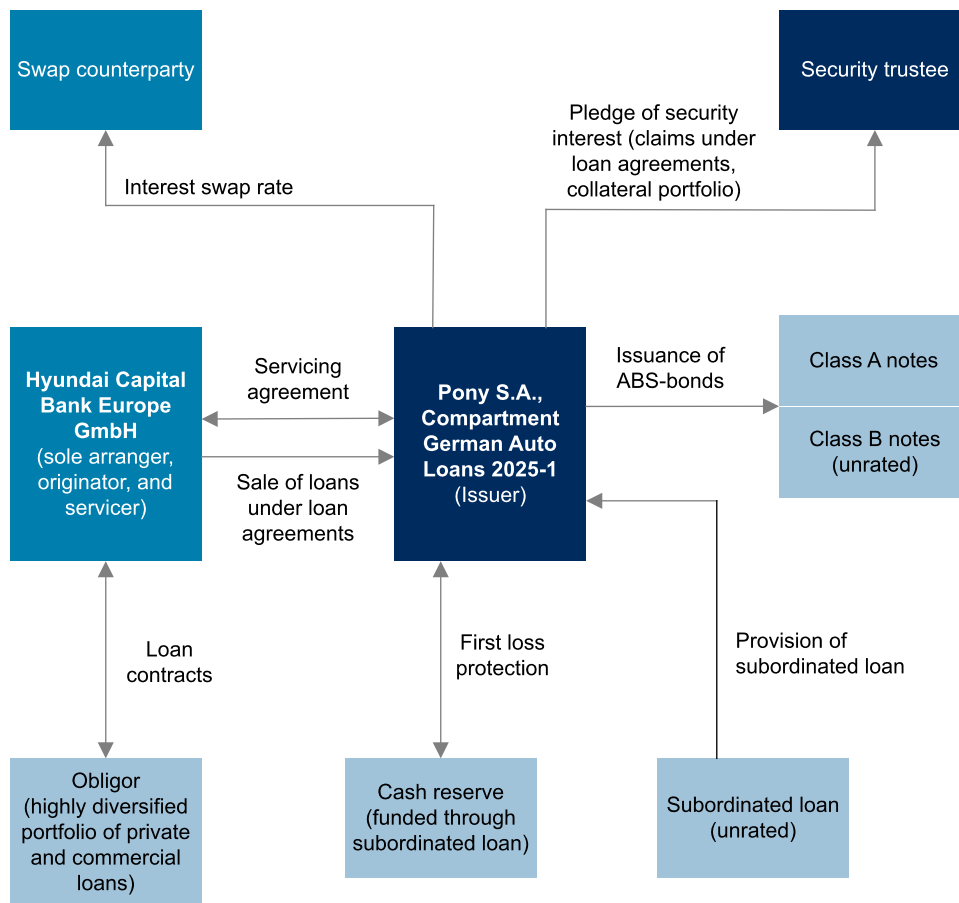 Swap counterparty
Security trustee
Pledge of security
interest (claims under
loan agreements,
collateral portfolio)
Interest swap rate
Hyundai Capital
Bank Europe
GmbH
(sole arranger,
originator, and
servicer)
Servicing
agreement
Sale of loans
under loan
agreements
Pony S.A.,
Compartment
German Auto
Loans 2025-1
(Issuer)
Issuance of
ABS-bonds
Class A notes
Class B notes
(unrated)
Loan
contracts
First loss
protection
Provision of
subordinated loan
Obligor
(highly diversified
portfolio of private
and commercial
loans)
Cash reserve
(funded through
subordinated loan)
Subordinated loan
(unrated)